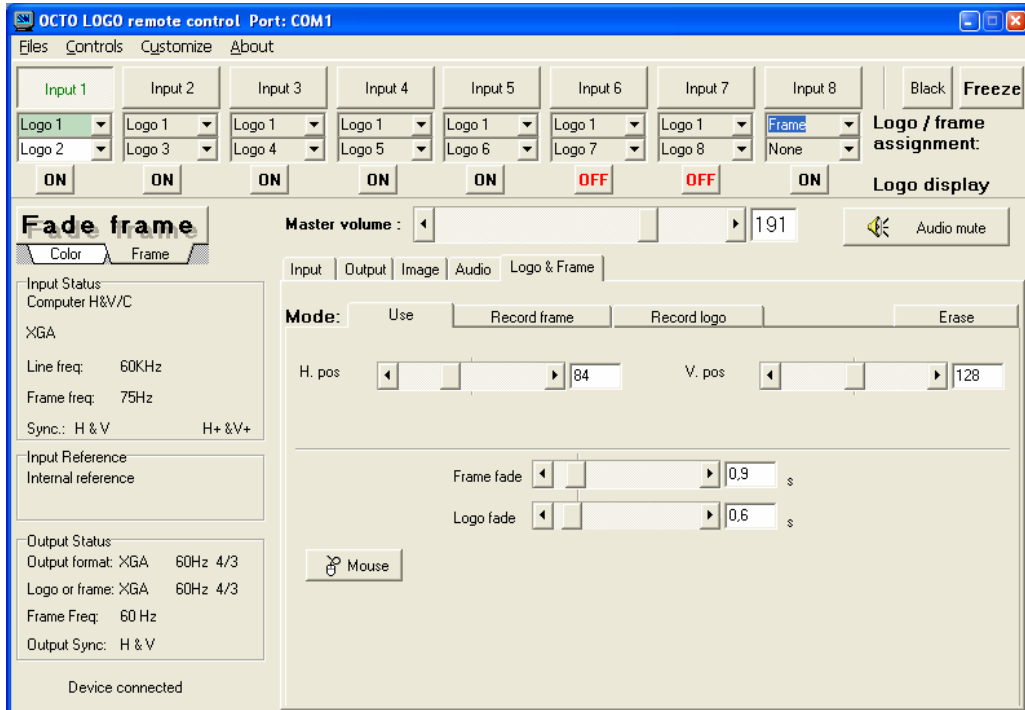 OCTO LOGO remote control Port: COM1
Files Controls Customize About
Input 1 Input 2 Input 3 Input 4 Input 5 Input 6 Input 7 Input 8 Black Freeze
Logo 1 Logo 1 Logo 1 Logo 1 Logo 1 Logo 1 Logo 1 Frame Logo / frame
Logo 2 Logo 3 Logo 4 Logo 5 Logo 6 Logo 7 Logo 8 None assignment:
ON ON ON ON ON OFF OFF ON Logo display
Fade frame
Color Frame
Master volume : 191 Audio mute
Input Output Image Audio Logo & Frame
Input Status
Computer H&V/C
XGA
Line freq: 60KHz
Frame freq: 75Hz
Sync.: H & V H+ &V+
Input Reference
Internal reference
Output Status
Output format: XGA 60Hz 4/3
Logo or frame: XGA 60Hz 4/3
Frame Freq: 60 Hz
Output Sync: H & V
Device connected
Mode: Use Record frame Record logo Erase
H. pos 84 V. pos 128
Frame fade 0,9 s
Logo fade 0,6 s
Mouse